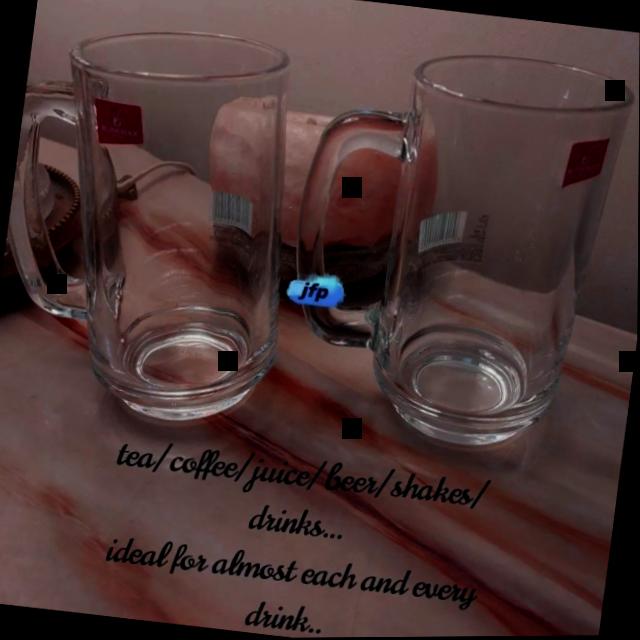 jfp
tea/coffee/juice/beer/shakes/
drinks...
ideal for almost each and every
drink..